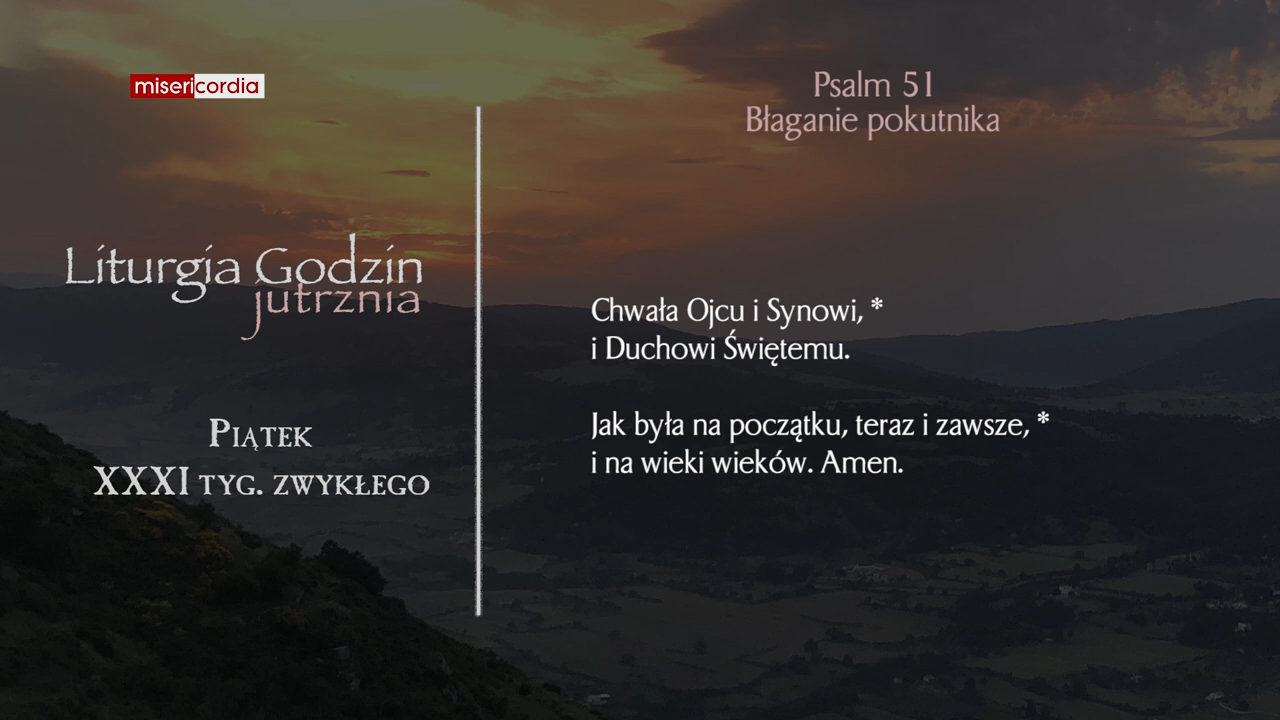 misericordia
Liturgia Godzin
jutrznia
Piątek
XXXI tyg. zwykłego
Psalm 51
Błaganie pokutnika
Chwała Ojcu i Synowi, *
i Duchowi Świętemu.
Jak była na początku, teraz i zawsze, *
i na wieki wieków. Amen.